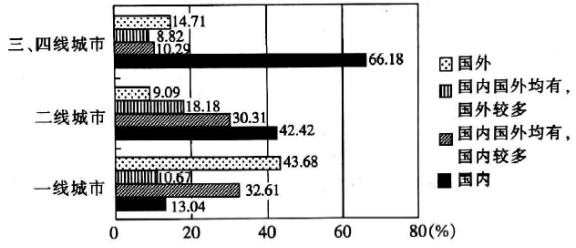 三、四线城市
14.71
8.82
10.29
66.18
二线城市
9.09
18.18
30.31
42.42
一线城市
43.68
10.67
32.61
13.04
0 20 40 60 80(%)
国外
国内国外均有,
国外较多
国内国外均有,
国内较多
国内